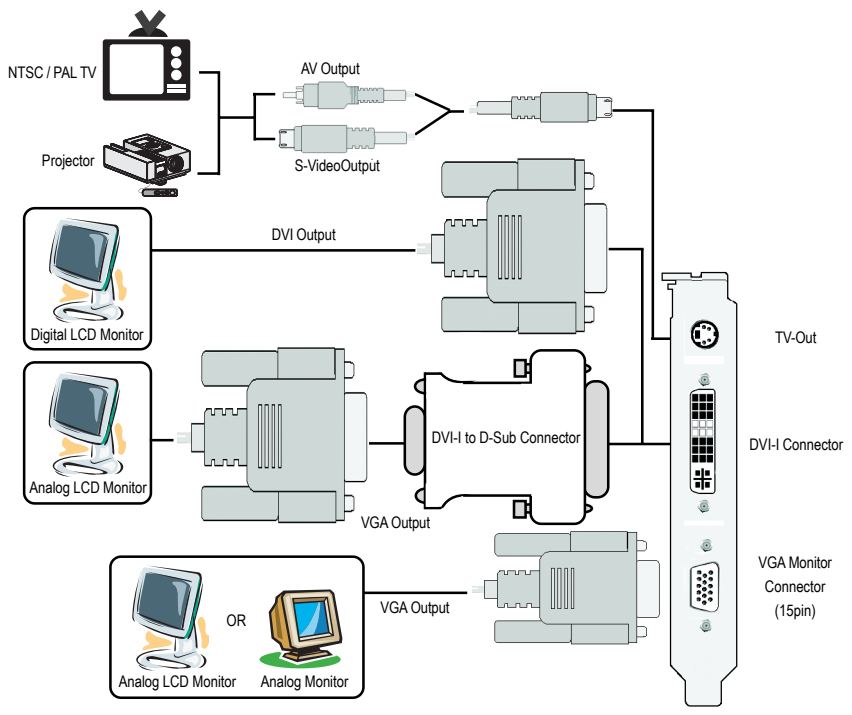 NTSC / PAL TV
AV Output
Projector
S-VideoOutput
DVI Output
Digital LCD Monitor
TV-Out
DVI-I to D-Sub Connector
DVI-I Connector
Analog LCD Monitor
VGA Output
VGA Monitor
Connector
(15pin)
OR
VGA Output
Analog LCD Monitor
Analog Monitor